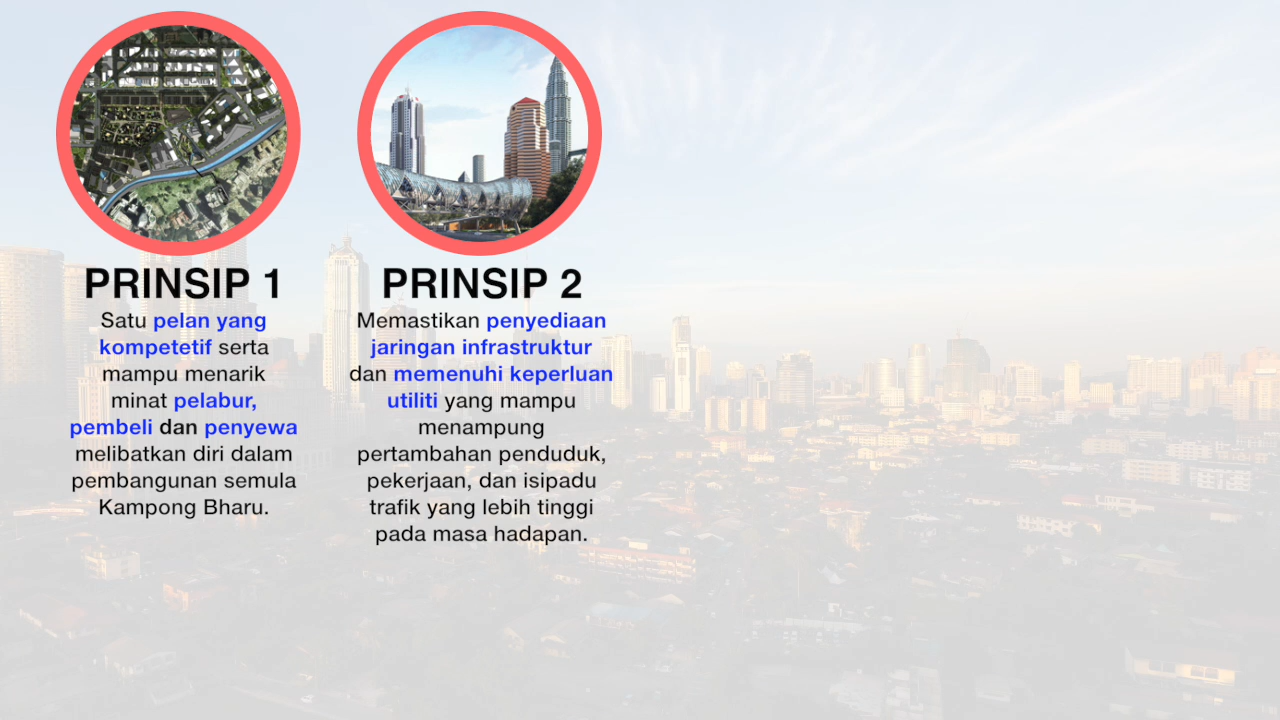 PRINSIP 1
Satu pelan yang
kompetetif serta
mampu menarik
minat pelabur,
pembeli dan penyewa
melibatkan diri dalam
pembangunan semula
Kampong Bharu.
PRINSIP 2
Memastikan penyediaan
jaringan infrastruktur
dan memenuhi keperluan
utiliti yang mampu
menampung
pertambahan penduduk,
pekerjaan, dan isipadu
trafik yang lebih tinggi
pada masa hadapan.